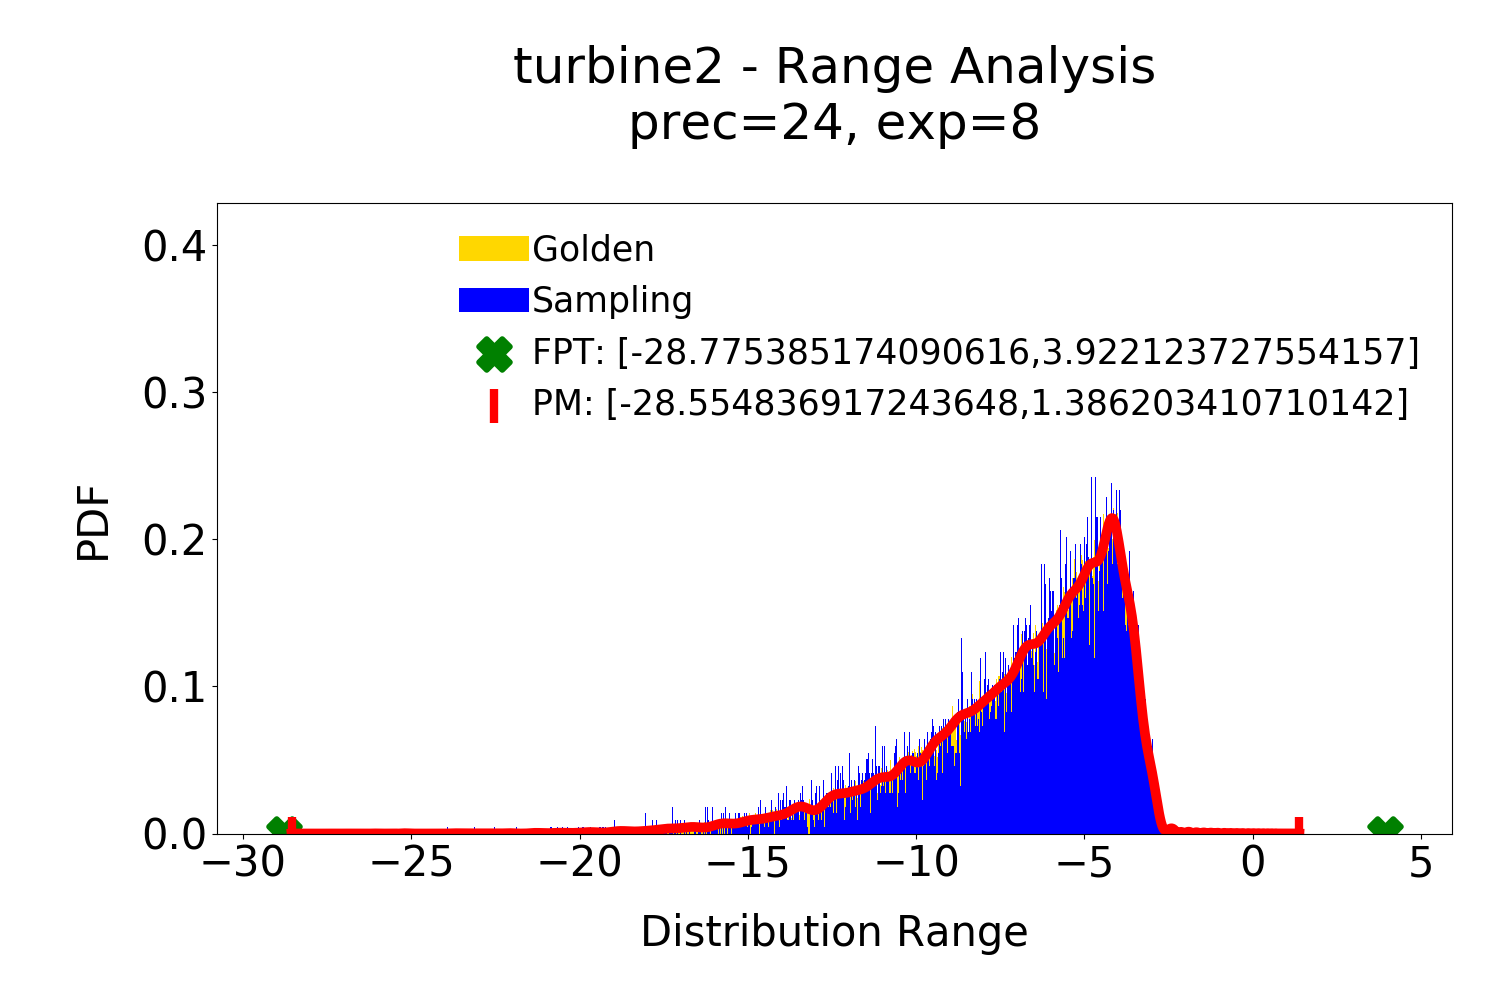 turbine2 - Range Analysis
prec=24, exp=8
Golden
Sampling
FPT: [-28.775385174090616,3.922123727554157]
PM: [-28.554836917243648,1.386203410710142]
PDF
0.4
0.3
0.2
0.1
0.0
−30 −25 −20 −15 −10 −5 0 5
Distribution Range